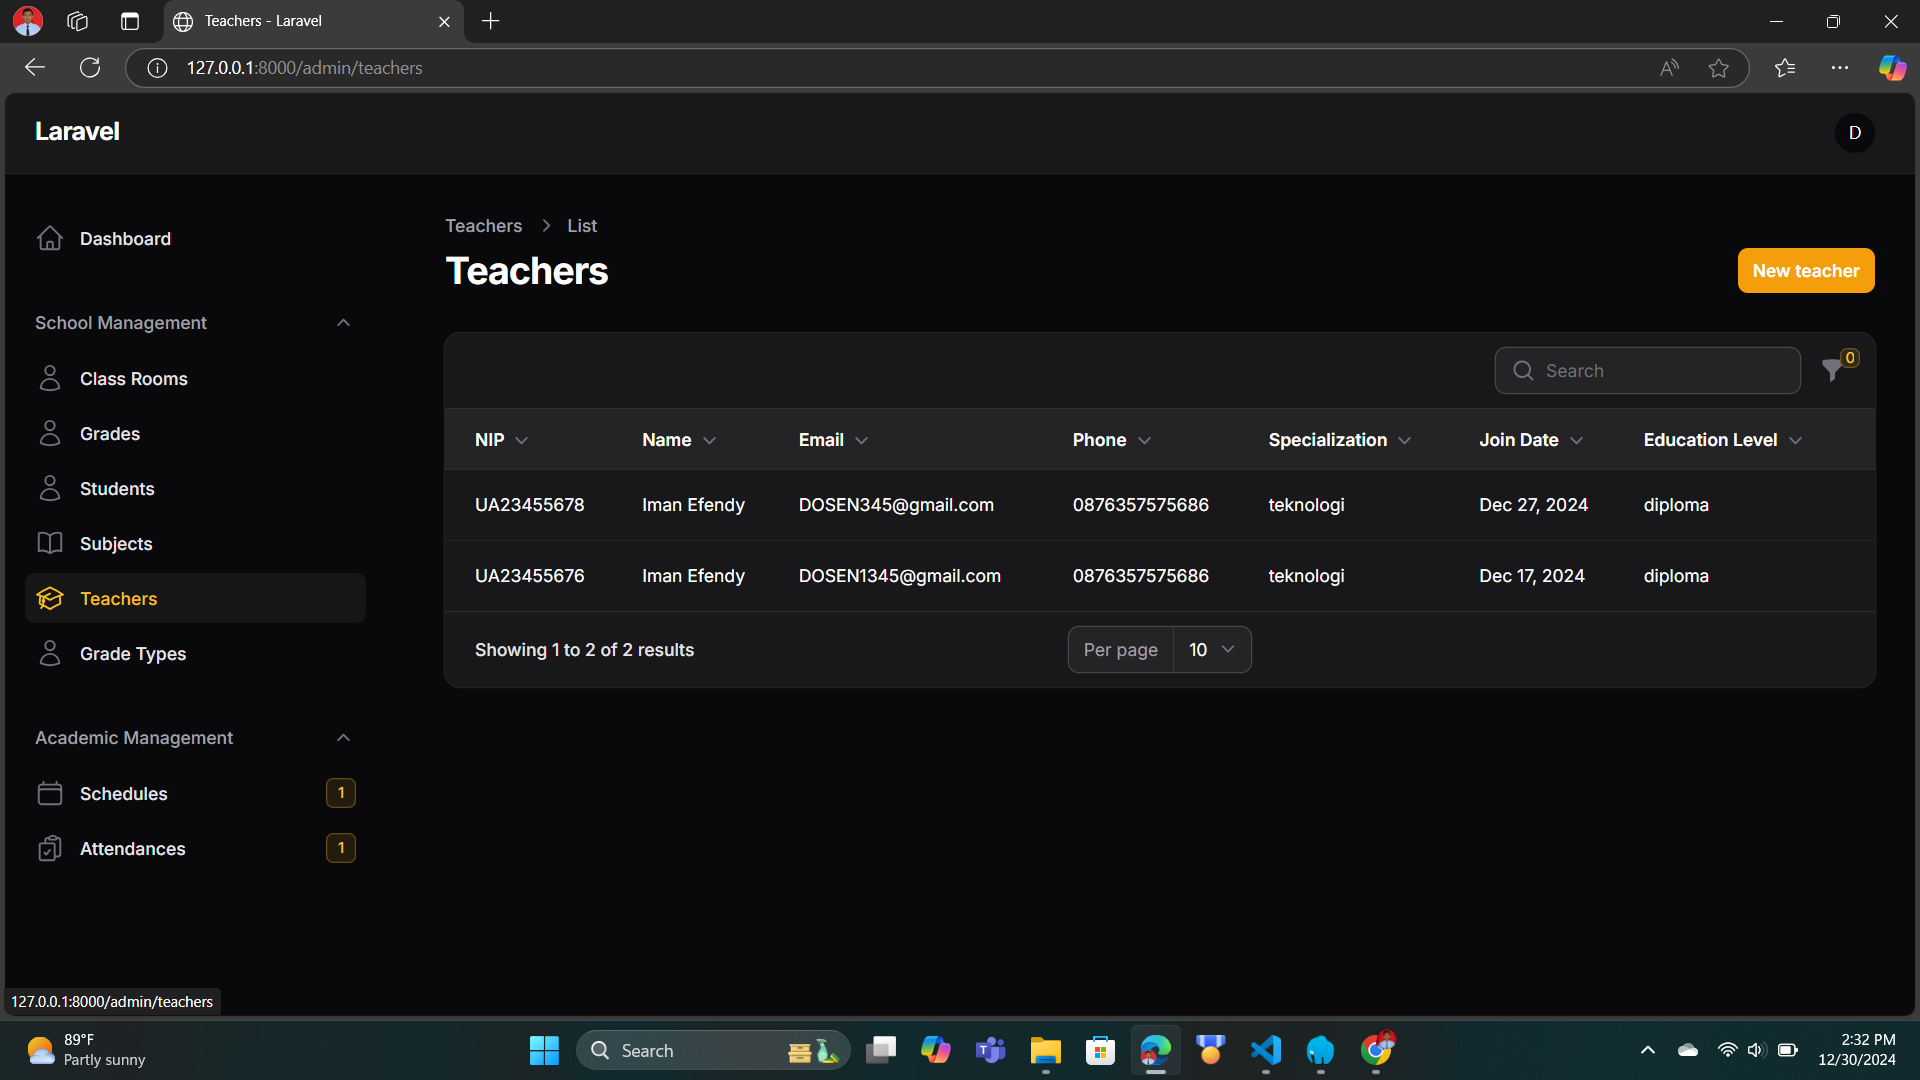 Teachers - Laravel
127.0.0.1:8000/admin/teachers
Laravel
D
Dashboard
School Management
Class Rooms
Grades
Students
Subjects
Teachers
Grade Types
Academic Management
Schedules 1
Attendances 1
Teachers > List
Teachers
New teacher
Search
0
NIP Name Email Phone Specialization Join Date Education Level
UA23455678 Iman Efendy DOSEN345@gmail.com 0876357575686 teknologi Dec 27, 2024 diploma
UA23455676 Iman Efendy DOSEN1345@gmail.com 0876357575686 teknologi Dec 17, 2024 diploma
Showing 1 to 2 of 2 results
Per page 10
127.0.0.1:8000/admin/teachers
89°F
Partly sunny
Search
2:32 PM
12/30/2024